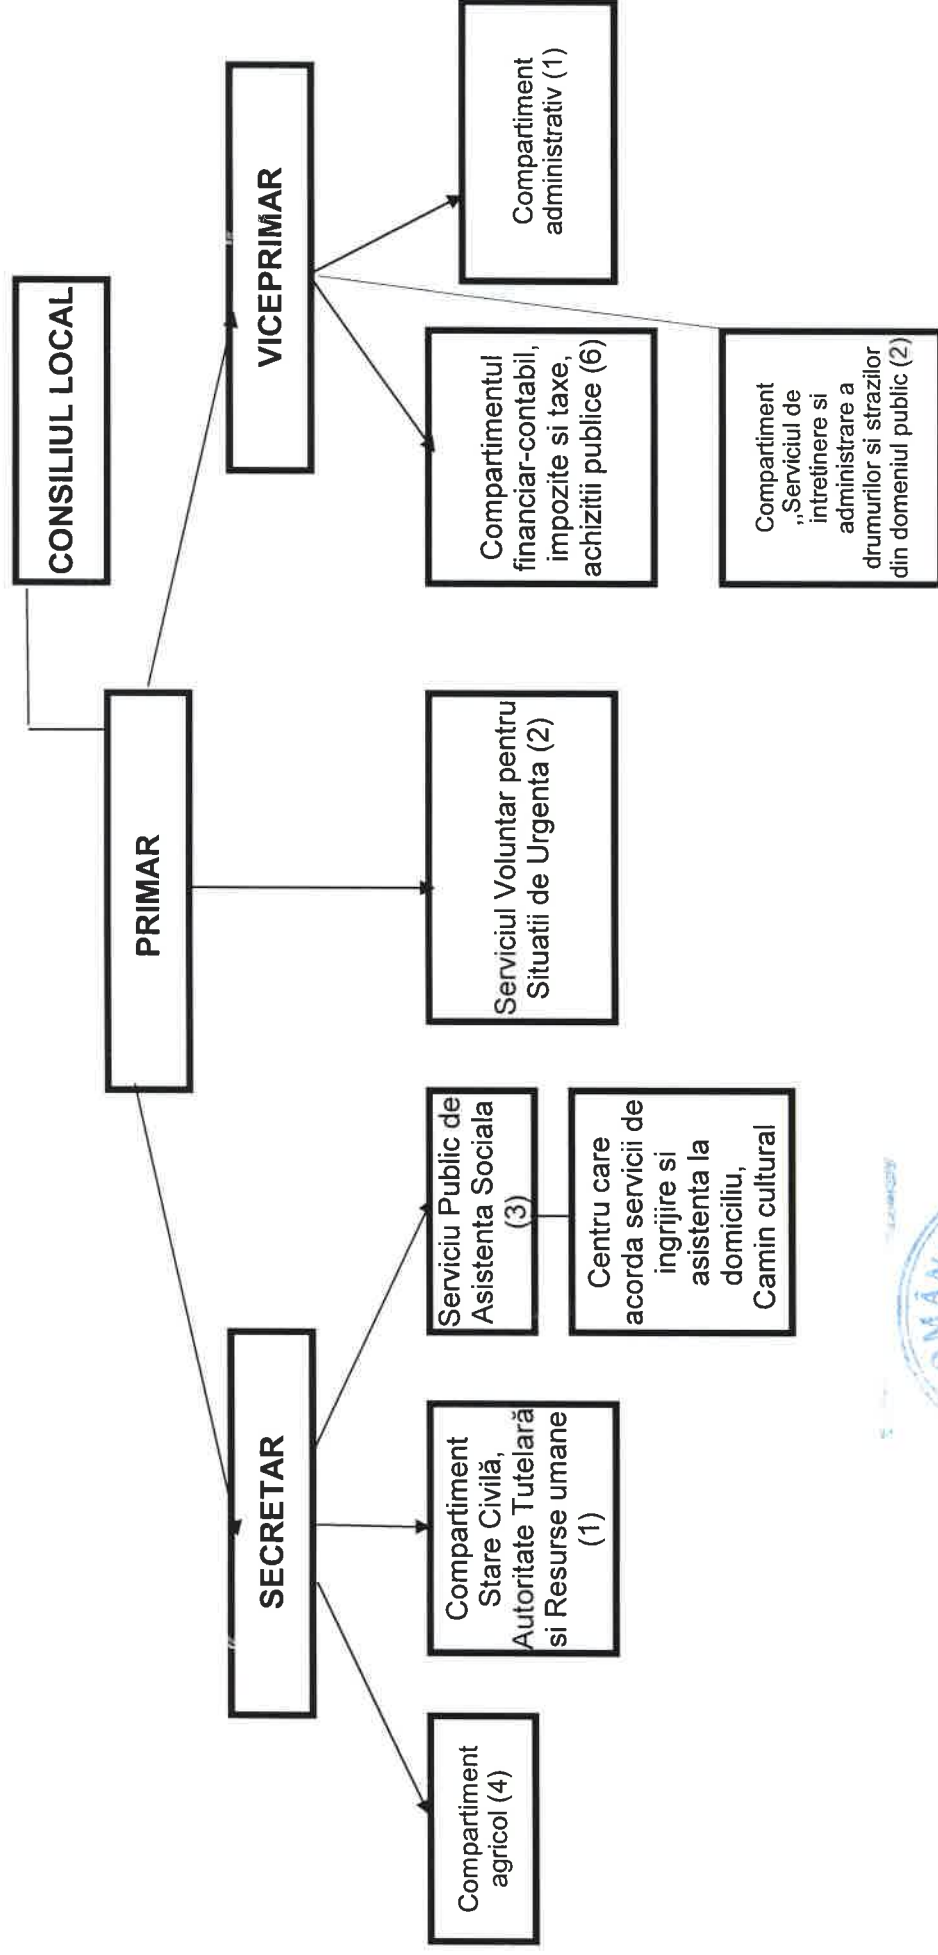 CONSILIUL LOCAL
PRIMAR
SECRETAR
VICEPRIMAR
Compartiment
agricol (4)
Compartiment
Stare Civilă,
Autoritate Tutelară
si Resurse umane
(1)
Serviciu Public de
Asistenta Sociala
(3)
Centru care
acorda servicii de
ingrijire si
asistenta la
domiciliu,
Camin cultural
Serviciul Voluntar pentru
Situatii de Urgenta (2)
Compartimentul
financiar-contabil,
impozite si taxe,
achizitii publice (6)
Compartiment
administrativ (1)
Compartiment
,,Serviciul de
intretinere si
administrare a
drumurilor si strazilor
din domeniul public (2)